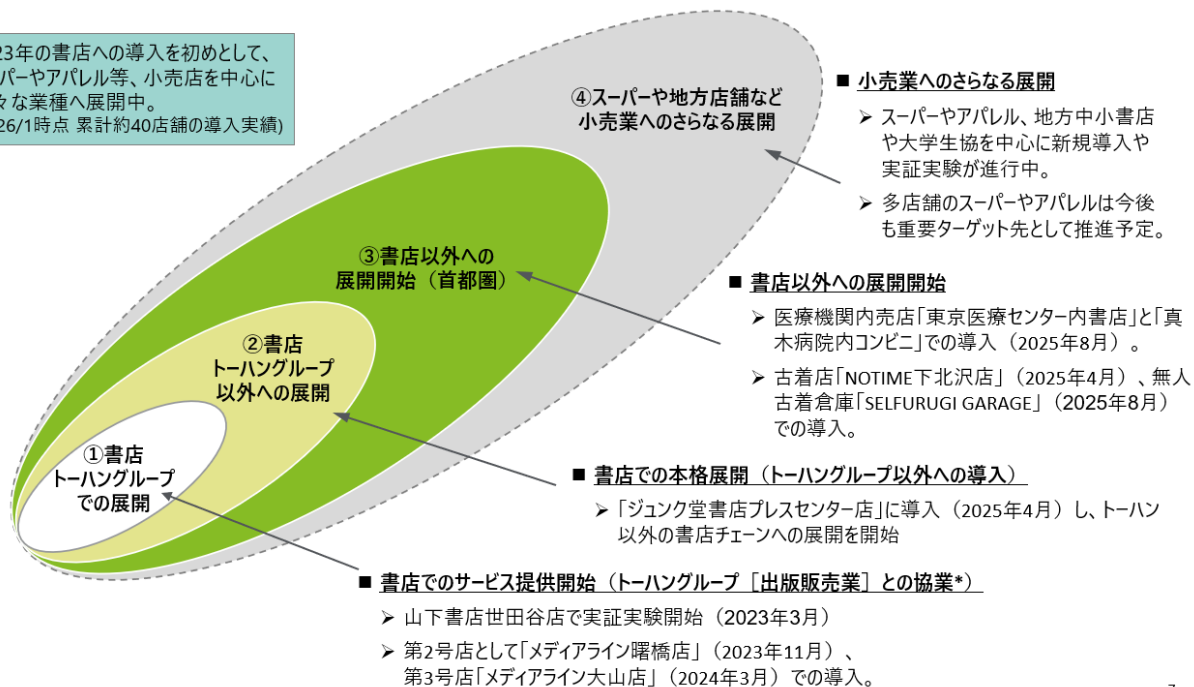 23年の書店への導入を初めとして、
パーやアパレル等、小売店を中心に
々な業種へ展開中。
26/1時点 累計約40店舗の導入実績)
④スーパーや地方店舗など
小売業へのさらなる展開
③書店以外への
展開開始（首都圏）
②書店
トーハングループ
以外への展開
①書店
トーハングループ
での展開
■ 小売業へのさらなる展開
➢ スーパーやアパレル、地方中小書店
や大学生協を中心に新規導入や
実証実験が進行中。
➢ 多店舗のスーパーやアパレルは今後
も重要ターゲット先として推進予定。
■ 書店以外への展開開始
➢ 医療機関内売店「東京医療センター内書店」と「真
木病院内コンビニ」での導入（2025年8月）。
➢ 古着店「NOTIME下北沢店」（2025年4月）、無人
古着倉庫「SELFURUGI GARAGE」（2025年8月）
での導入。
■ 書店での本格展開（トーハングループ以外への導入）
➢ 「ジュンク堂書店プレスセンター店」に導入（2025年4月）し、トーハン
以外の書店チェーンへの展開を開始
■ 書店でのサービス提供開始（トーハングループ［出版販売業］との協業*）
➢ 山下書店世田谷店で実証実験開始（2023年3月）
➢ 第2号店として「メディアライン曙橋店」（2023年11月）、
第3号店「メディアライン大山店」（2024年3月）での導入。